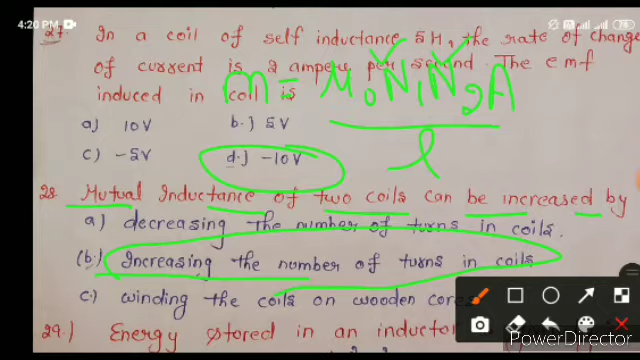 4:20 PM
27. In a coil of self inductance 5H, the rate of change
of current is 2 ampere per second. The emf
induced in coil is
m = μ₀N₁N₂A
l
a) 10V b.) 5V
c) -5V d.) -10V
28. Mutual Inductance of two coils can be increased by
a) decreasing the number of turns in coils.
(b.) Increasing the number of turns in coils
c.) winding the coils on wooden cores
29.) Energy stored in an inductor
PowerDirector